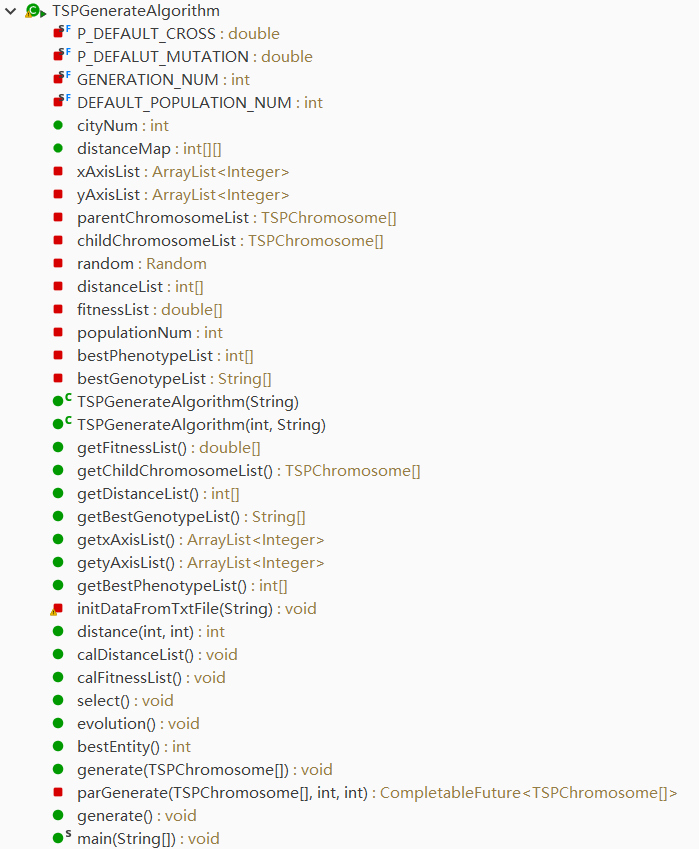 TSPGenerateAlgorithm
P_DEFAULT_CROSS : double
P_DEFALUT_MUTATION : double
GENERATION_NUM : int
DEFAULT_POPULATION_NUM : int
cityNum : int
distanceMap : int[][]
xAxisList : ArrayList<Integer>
yAxisList : ArrayList<Integer>
parentChromosomeList : TSPChromosome[]
childChromosomeList : TSPChromosome[]
random : Random
distanceList : int[]
fitnessList : double[]
populationNum : int
bestPhenotypeList : int[]
bestGenotypeList : String[]
TSPGenerateAlgorithm(String)
TSPGenerateAlgorithm(int, String)
getFitnessList() : double[]
getChildChromosomeList() : TSPChromosome[]
getDistanceList() : int[]
getBestGenotypeList() : String[]
getxAxisList() : ArrayList<Integer>
getyAxisList() : ArrayList<Integer>
getBestPhenotypeList() : int[]
initDataFromTxtFile(String) : void
distance(int, int) : int
calDistanceList() : void
calFitnessList() : void
select() : void
evolution() : void
bestEntity() : int
generate(TSPChromosome[]) : void
parGenerate(TSPChromosome[], int, int) : CompletableFuture<TSPChromosome[]>
generate() : void
main(String[]) : void